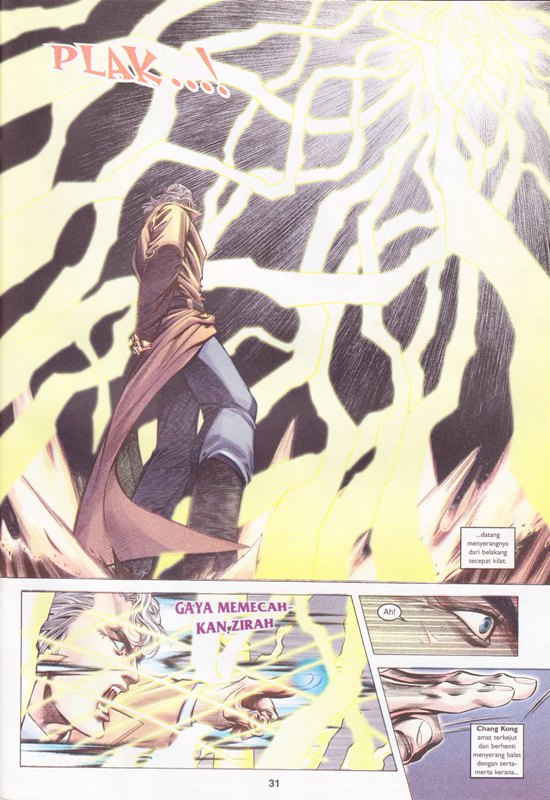 PLAK...!
...datang
menyerangnya
dari belakang
secepat kilat.
GAYA MEMECAH-
KAN ZIRAH
Ah!
Chang Kong
amat terkejut
dan berhenti
menyerang balas
dengan serta-
merta kerana...
31